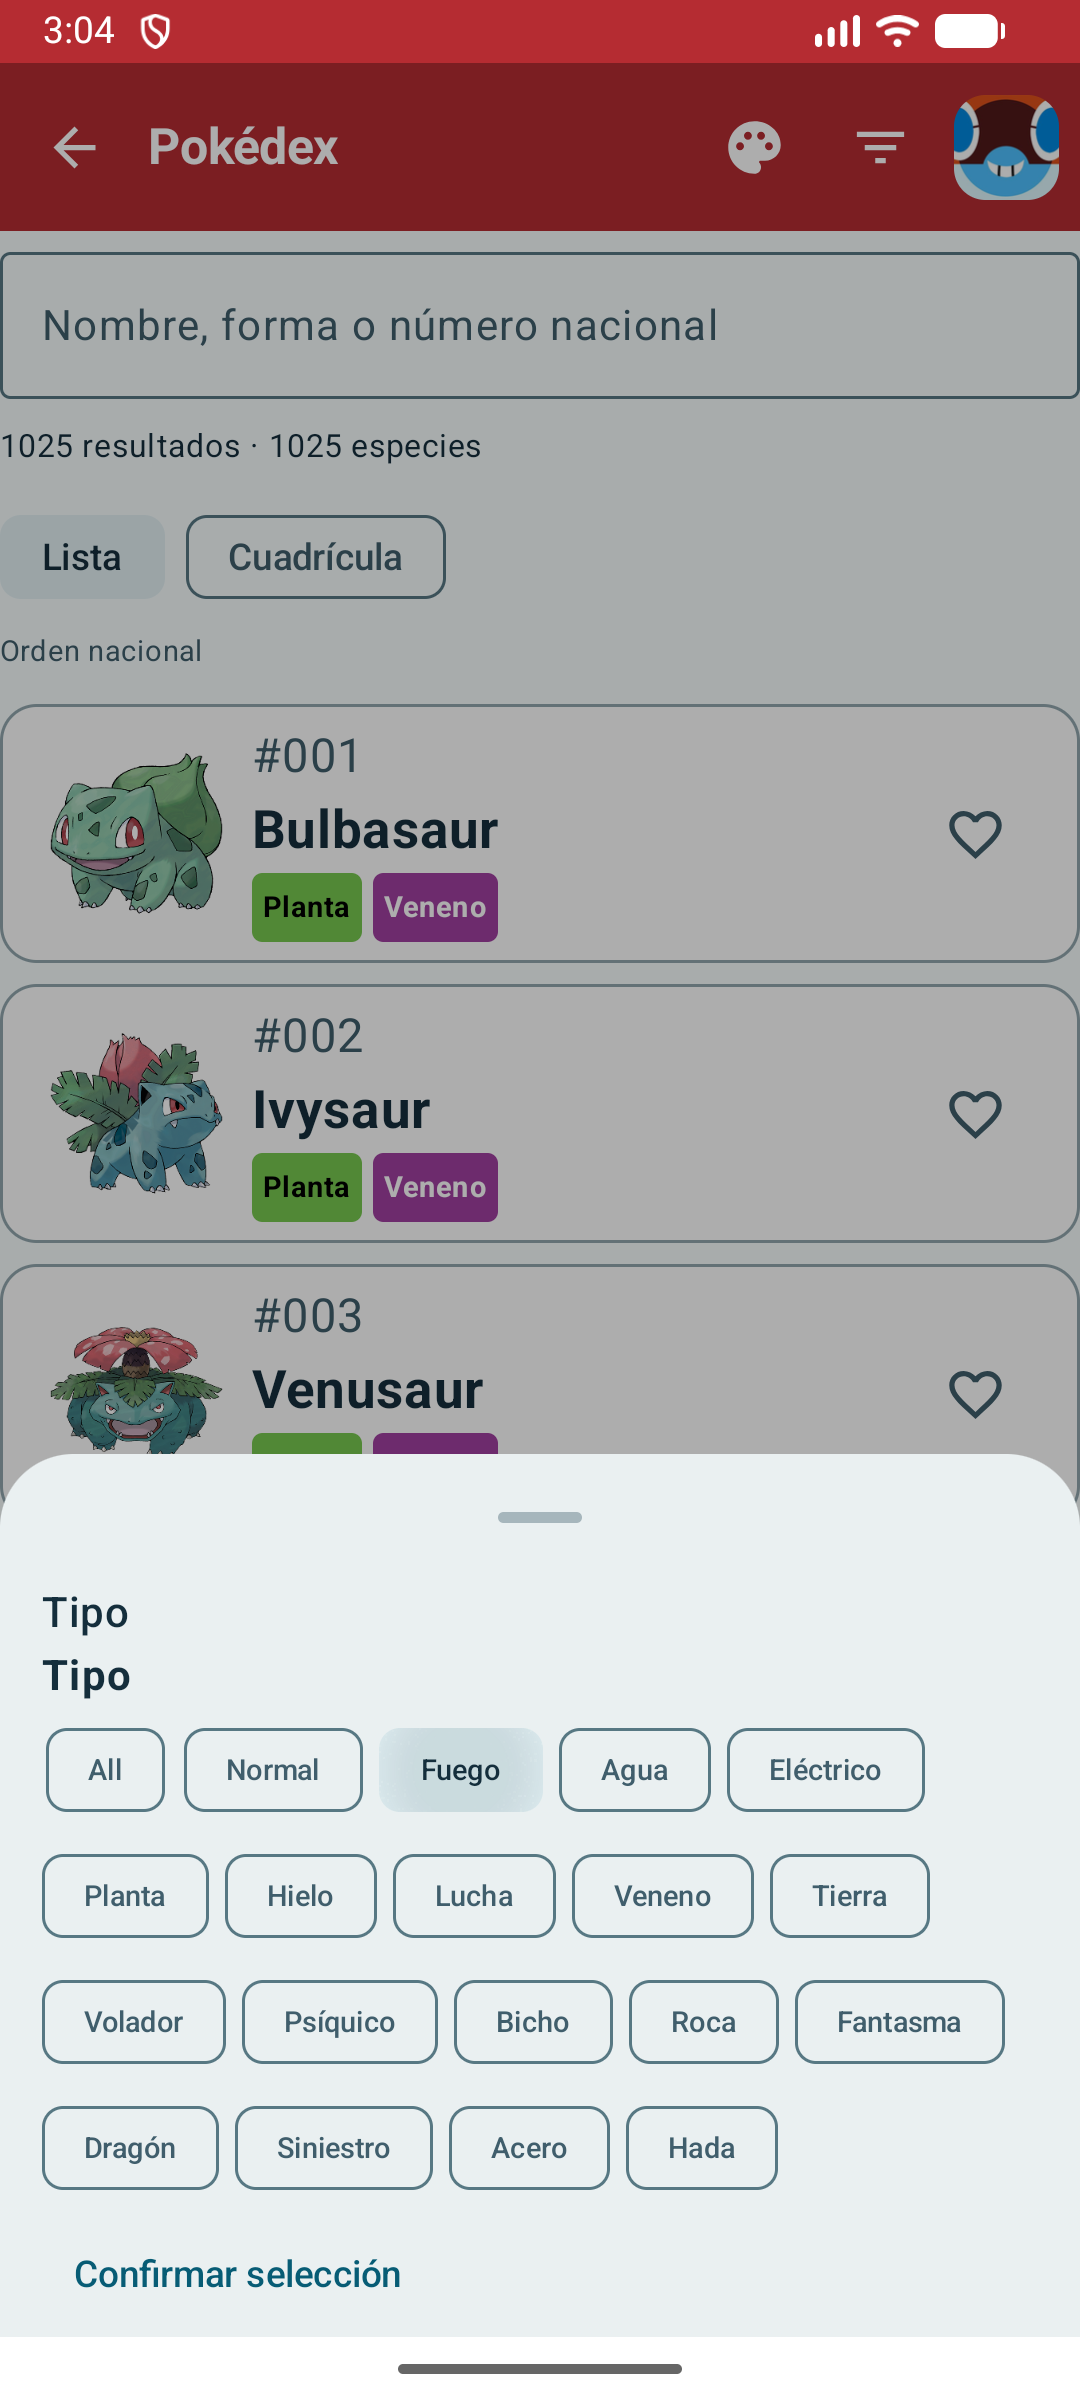 3:04
Pokédex
Nombre, forma o número nacional
1025 resultados · 1025 especies
Lista Cuadrícula
Orden nacional
#001
Bulbasaur
Planta Veneno
#002
Ivysaur
Planta Veneno
#003
Venusaur
Tipo
Tipo
All Normal Fuego Agua Eléctrico
Planta Hielo Lucha Veneno Tierra
Volador Psíquico Bicho Roca Fantasma
Dragón Siniestro Acero Hada
Confirmar selección